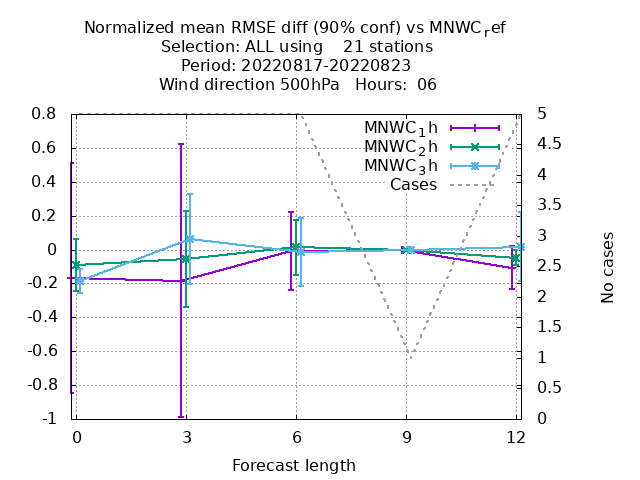 Normalized mean RMSE diff (90% conf) vs MNWC_ref
Selection: ALL using    21 stations
Period: 20220817-20220823
Wind direction 500hPa   Hours:  06
MNWC_1h
MNWC_2h
MNWC_3h
Cases
0.8
0.6
0.4
0.2
0
-0.2
-0.4
-0.6
-0.8
-1
5
4.5
4
3.5
3
2.5
2
1.5
1
0.5
0
No cases
0 3 6 9 12
Forecast length